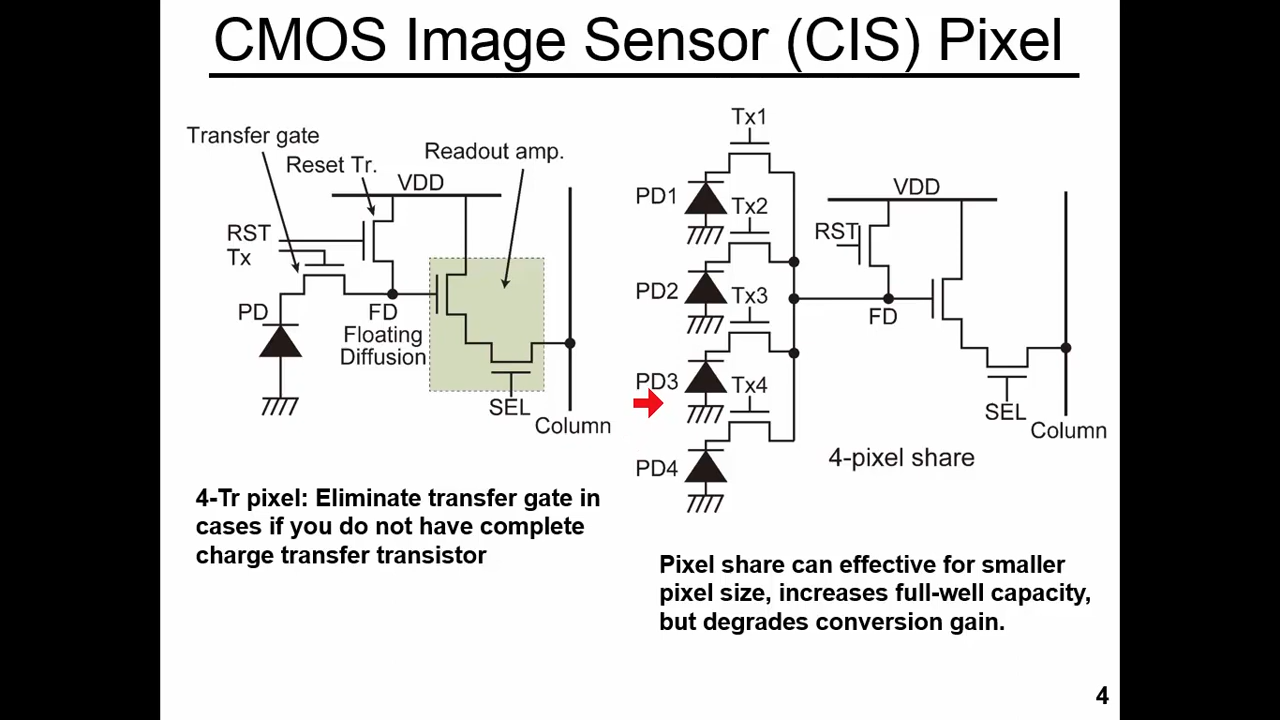 CMOS Image Sensor (CIS) Pixel
Transfer gate
Reset Tr.
Readout amp.
VDD
RST
Tx
PD
FD
Floating
Diffusion
SEL
Column
4-Tr pixel: Eliminate transfer gate in
cases if you do not have complete
charge transfer transistor
Tx1
PD1
Tx2
PD2
Tx3
PD3
Tx4
PD4
VDD
RST
FD
SEL
Column
4-pixel share
Pixel share can effective for smaller
pixel size, increases full-well capacity,
but degrades conversion gain.
4